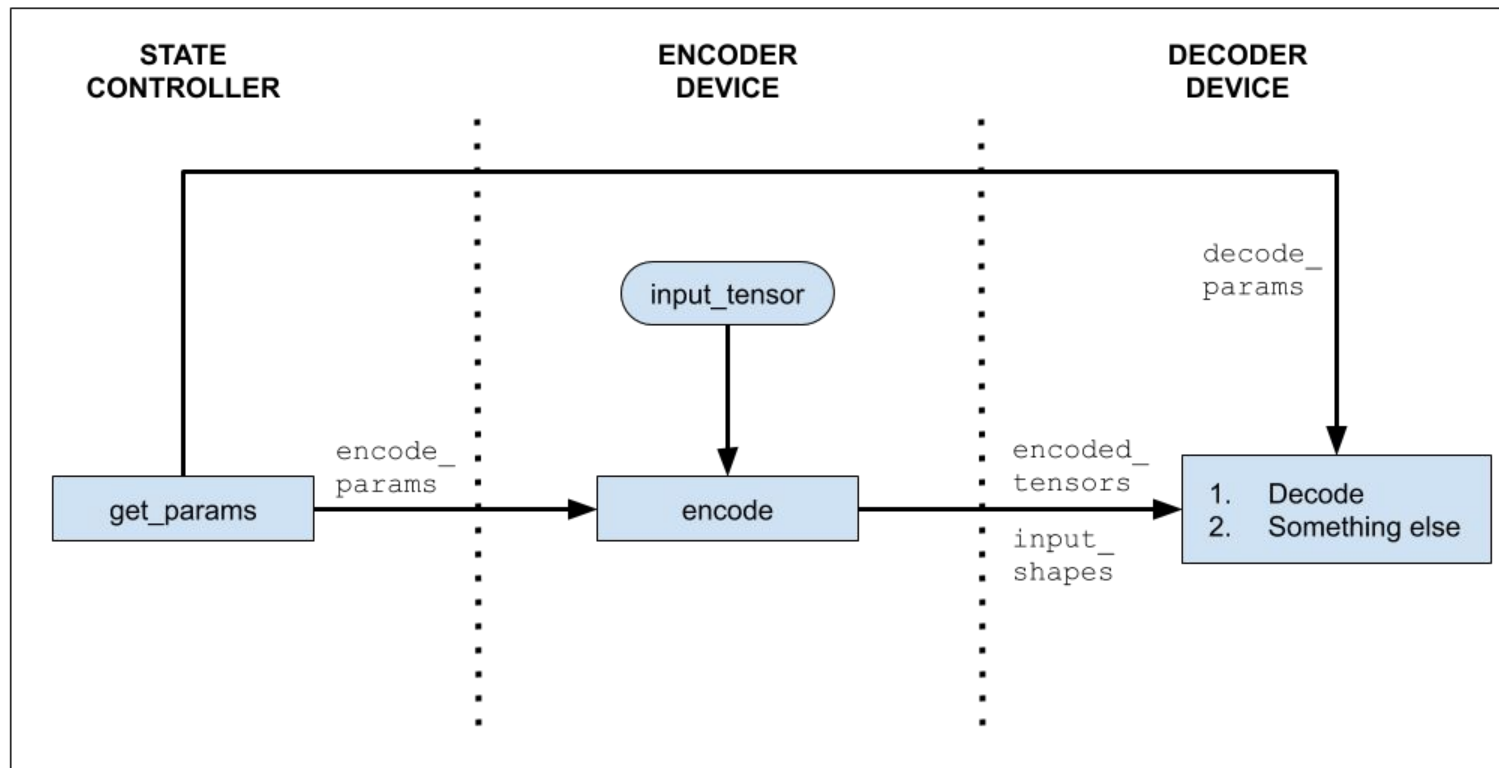 STATE
CONTROLLER
ENCODER
DEVICE
DECODER
DEVICE
decode_
params
input_tensor
encode_
params
get_params
encode
encoded_
tensors
input_
shapes
1. Decode
2. Something else